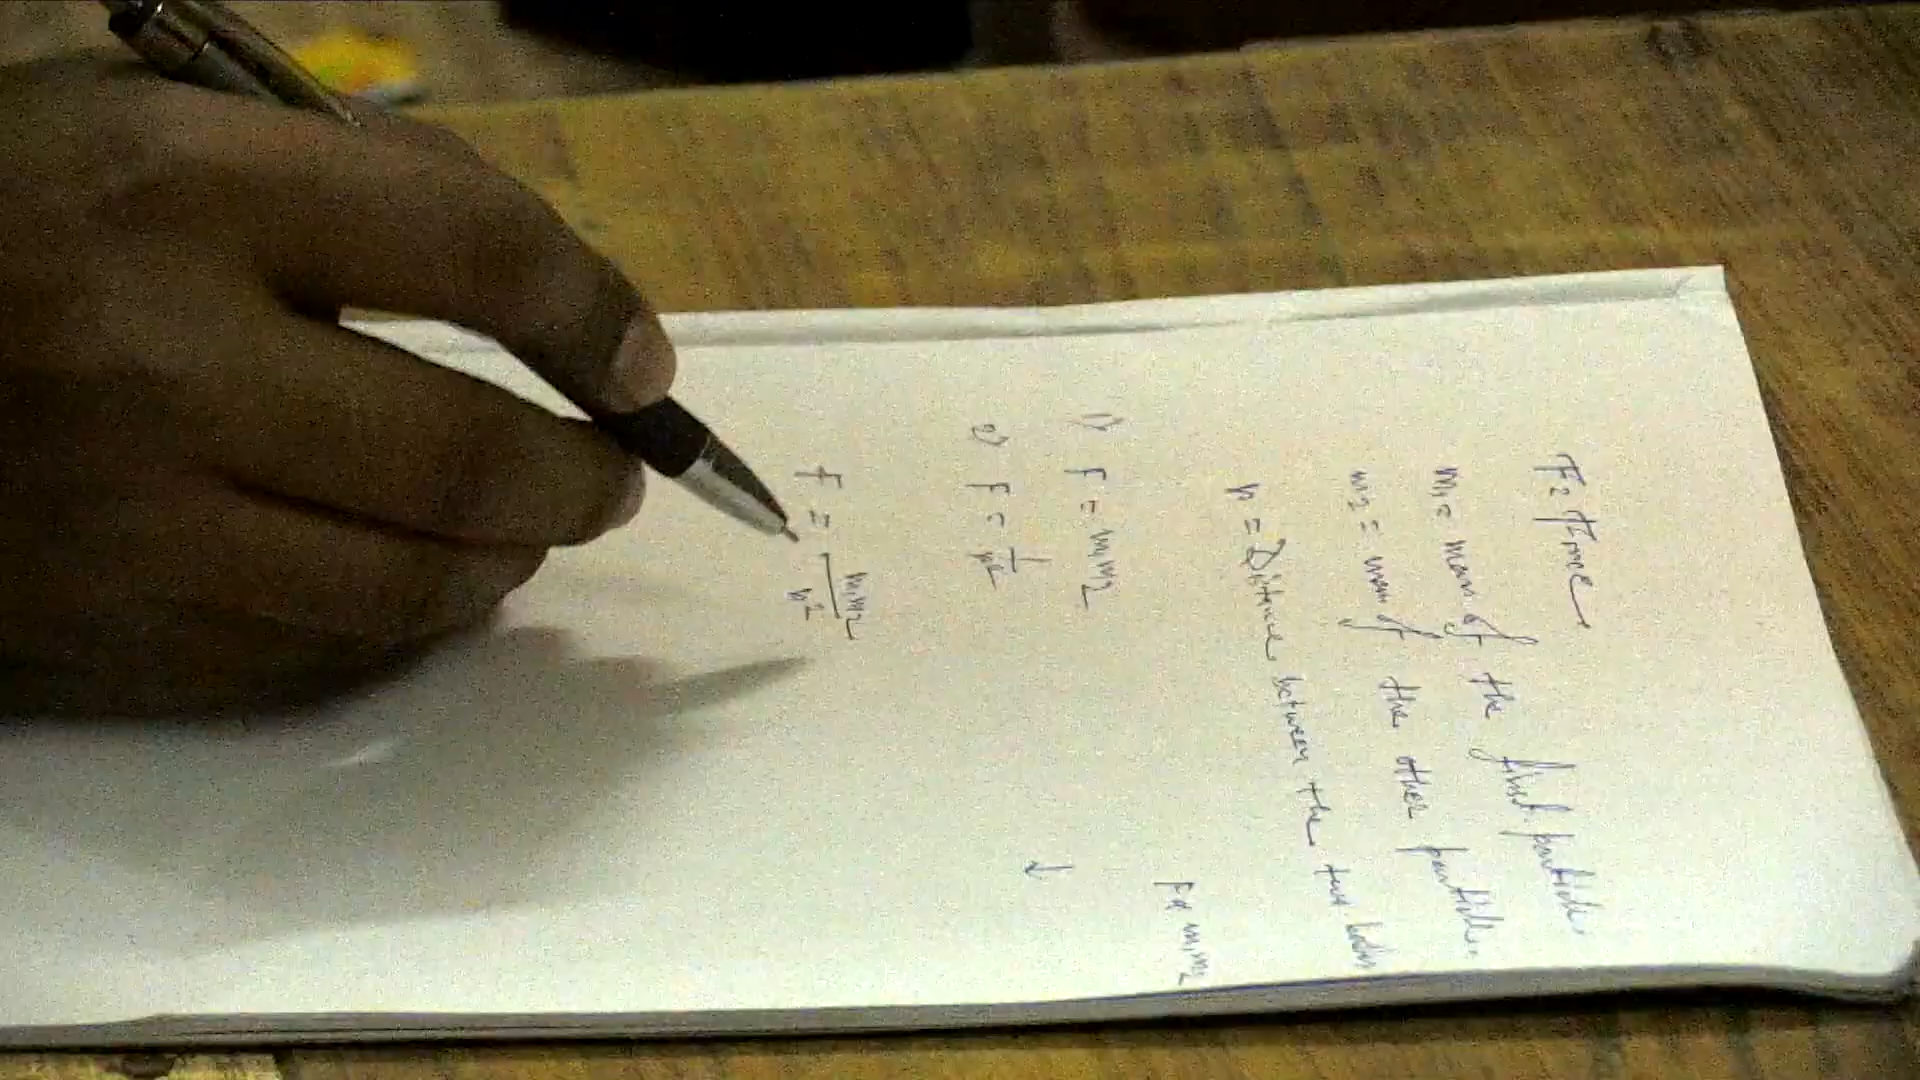 F = Force
m1 = mass of the first particle
m2 = mass of the other particle.
r = Distance between the two bodies
F α m1m2
1) F = m1m2
2) F = 1/r2
F = m1m2/r2